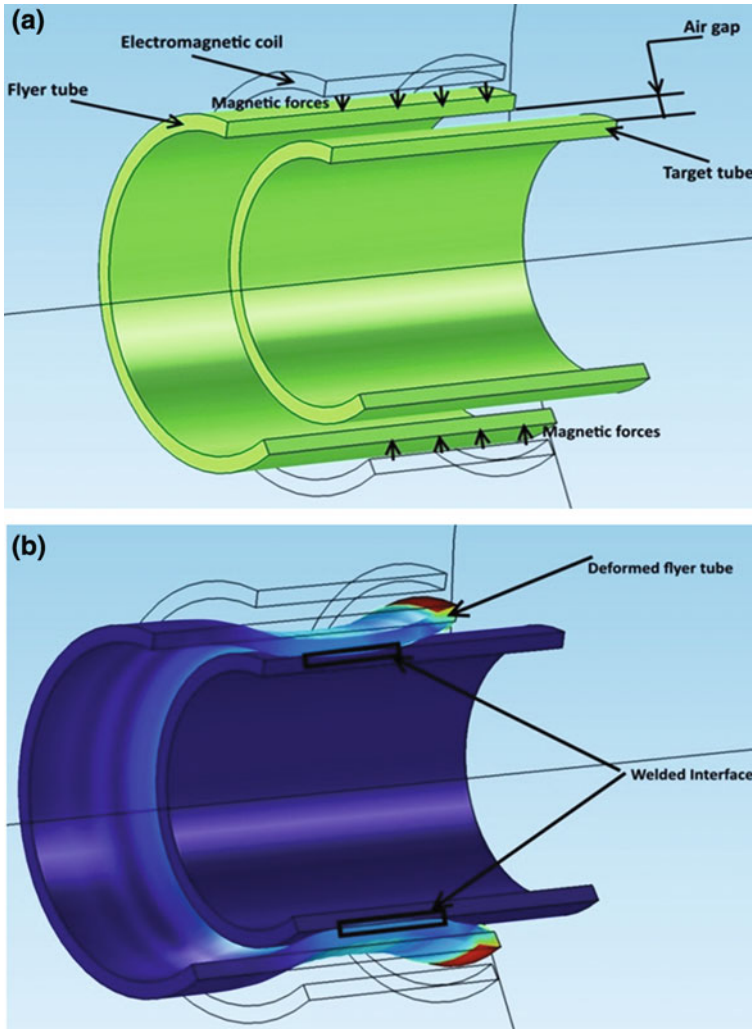 (a)
Electromagnetic coil
Air gap
Flyer tube
Magnetic forces
Target tube
Magnetic forces
(b)
Deformed flyer tube
Welded Interface